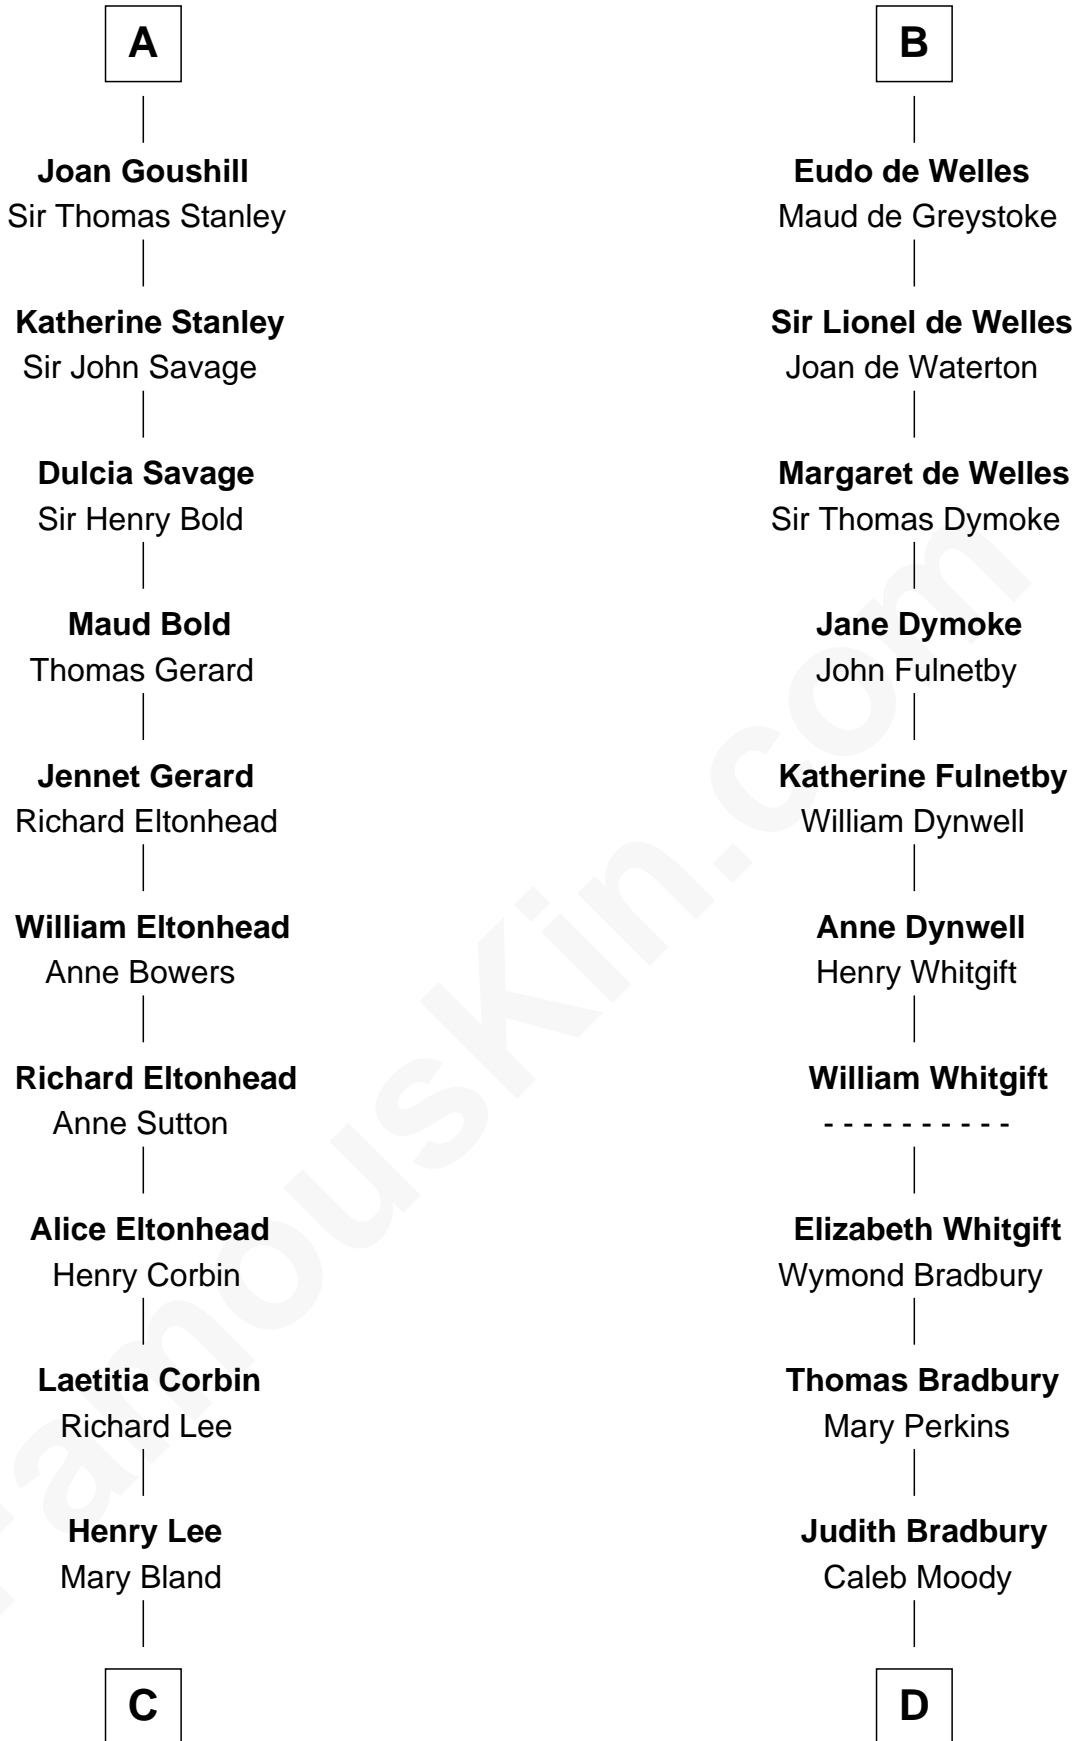 A
Joan Goushill
Sir Thomas Stanley
Katherine Stanley
Sir John Savage
Dulcia Savage
Sir Henry Bold
Maud Bold
Thomas Gerard
Jennet Gerard
Richard Eltonhead
William Eltonhead
Anne Bowers
Richard Eltonhead
Anne Sutton
Alice Eltonhead
Henry Corbin
Laetitia Corbin
Richard Lee
Henry Lee
Mary Bland
C
B
Eudo de Welles
Maud de Greystoke
Sir Lionel de Welles
Joan de Waterton
Margaret de Welles
Sir Thomas Dymoke
Jane Dymoke
John Fulnetby
Katherine Fulnetby
William Dynwell
Anne Dynwell
Henry Whitgift
William Whitgift
- - - - - - - - - -
Elizabeth Whitgift
Wymond Bradbury
Thomas Bradbury
Mary Perkins
Judith Bradbury
Caleb Moody
D
FamousKin.com